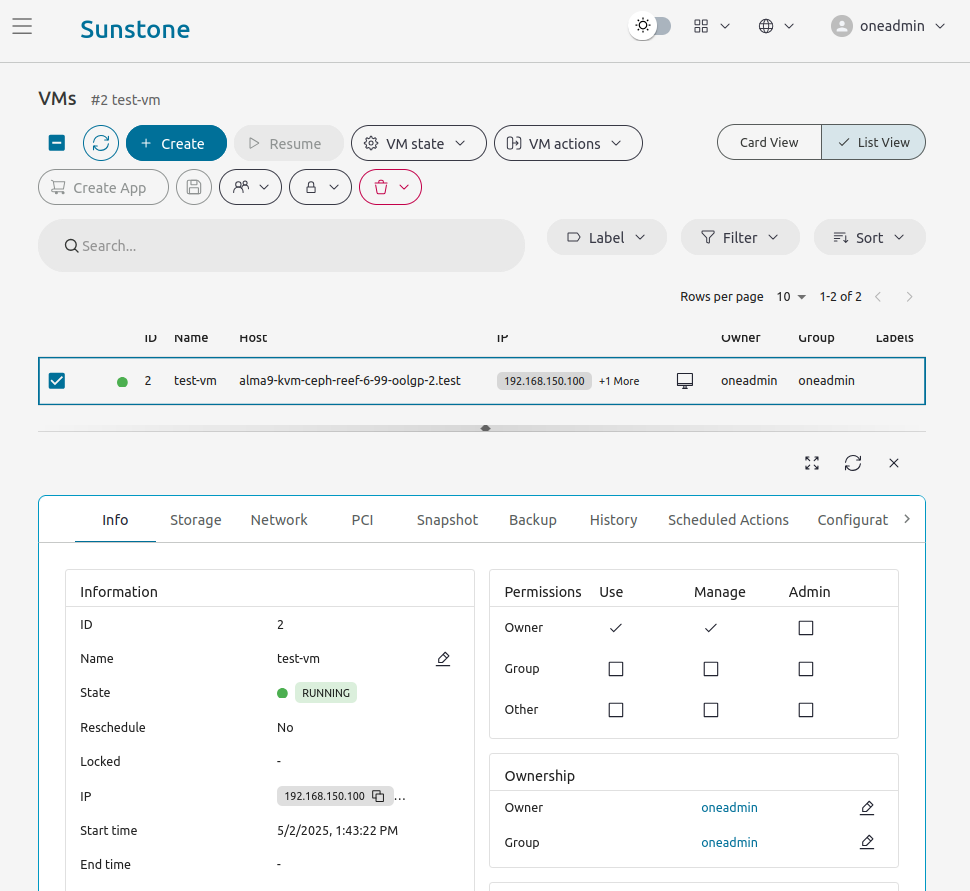 Sunstone
oneadmin
VMs #2 test-vm
Create Resume VM state VM actions Card View List View
Create App
Search... Label Filter Sort
Rows per page 10 1-2 of 2
ID Name Host IP Owner Group Labels
2 test-vm alma9-kvm-ceph-reef-6-99-oolgp-2.test 192.168.150.100 +1 More oneadmin oneadmin
Info Storage Network PCI Snapshot Backup History Scheduled Actions Configurat
Information
ID 2
Name test-vm
State RUNNING
Reschedule No
Locked -
IP 192.168.150.100 ...
Start time 5/2/2025, 1:43:22 PM
End time -
Permissions Use Manage Admin
Owner
Group
Other
Ownership
Owner oneadmin
Group oneadmin